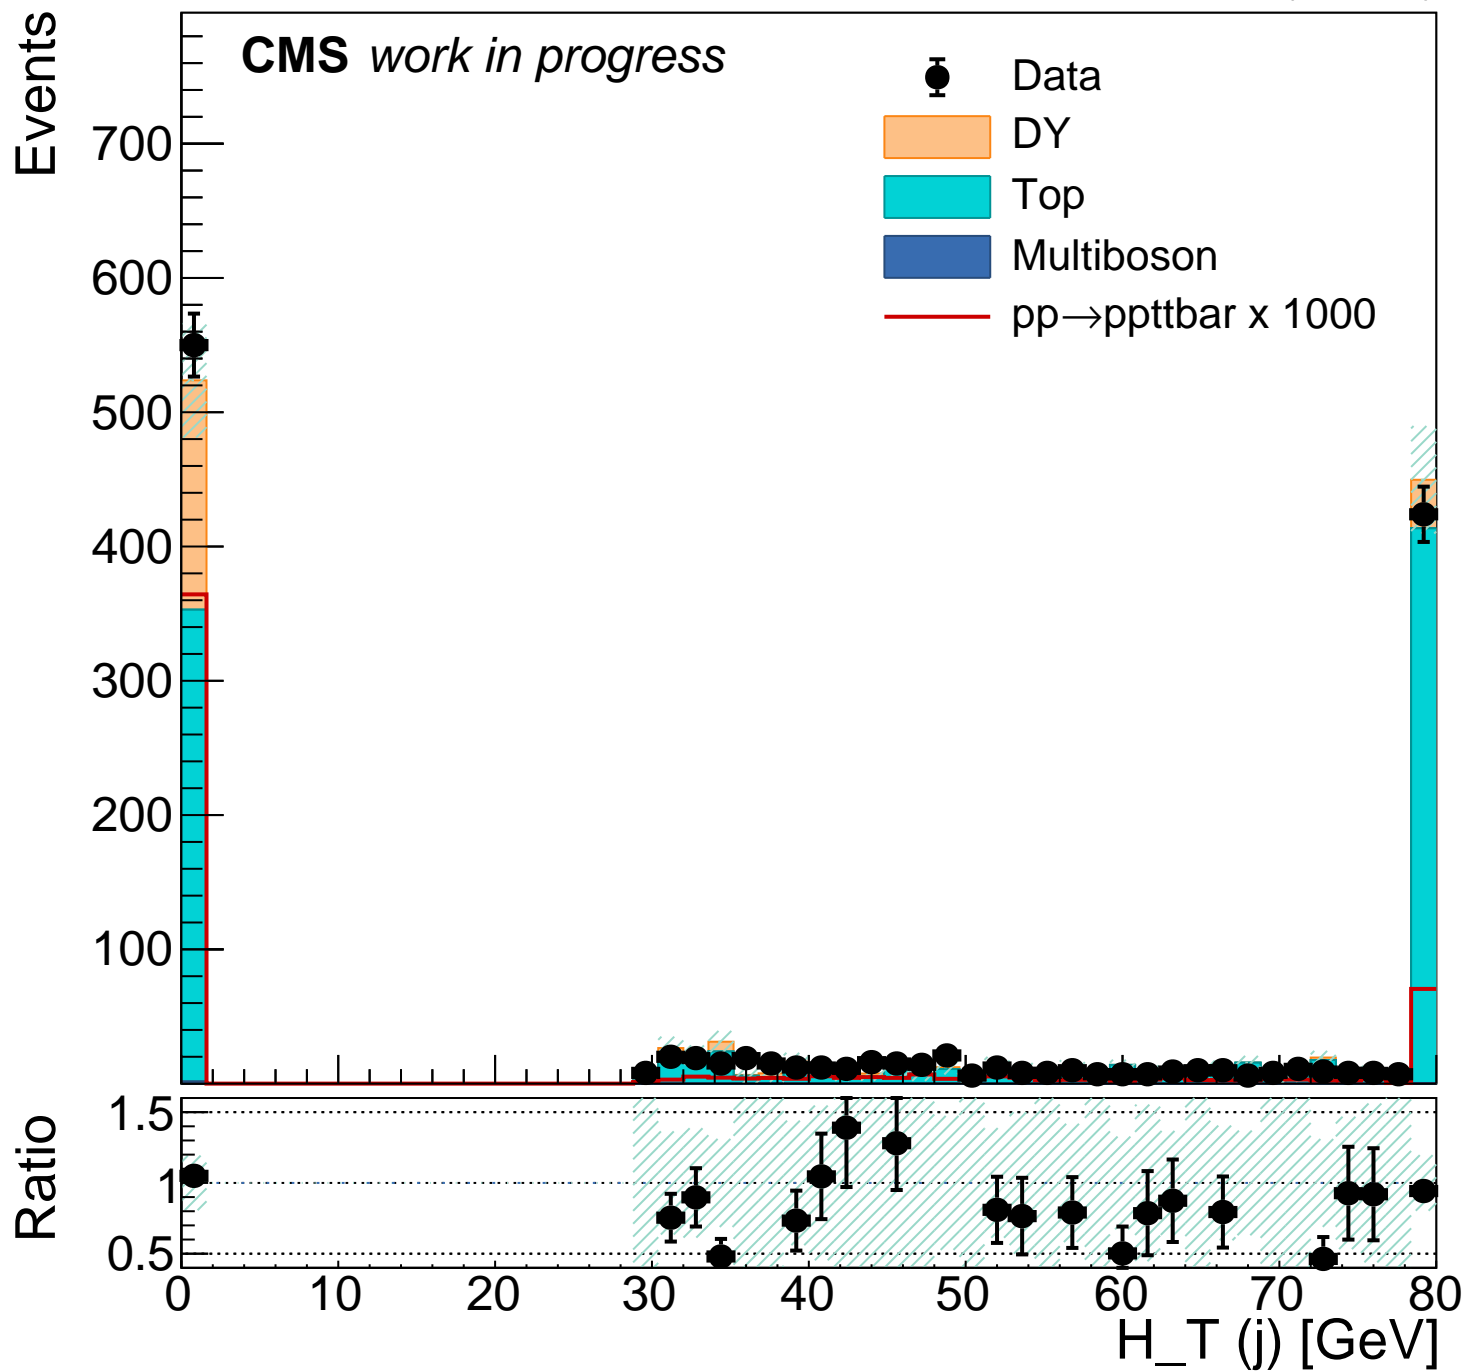 CMS work in progress
Events
700
600
500
400
300
200
100
Data
DY
Top
Multiboson
pp→ppttbar x 1000
Ratio
1.5
1
0.5
0 10 20 30 40 50 60 70 80
H_T (j) [GeV]